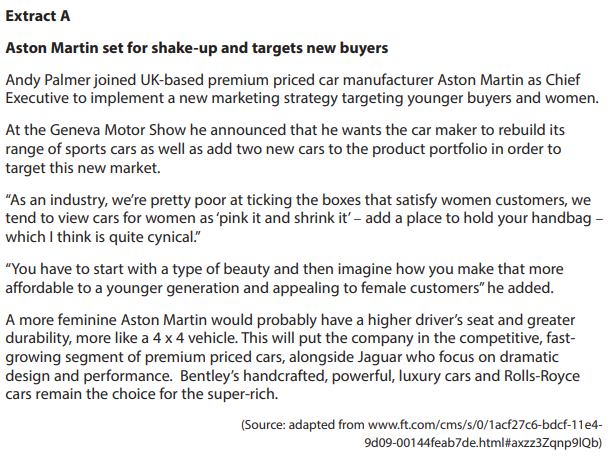 Extract A
Aston Martin set for shake-up and targets new buyers
Andy Palmer joined UK-based premium priced car manufacturer Aston Martin as Chief
Executive to implement a new marketing strategy targeting younger buyers and women.
At the Geneva Motor Show he announced that he wants the car maker to rebuild its
range of sports cars as well as add two new cars to the product portfolio in order to
target this new market.
“As an industry, we’re pretty poor at ticking the boxes that satisfy women customers, we
tend to view cars for women as ‘pink it and shrink it’ – add a place to hold your handbag –
which I think is quite cynical.”
“You have to start with a type of beauty and then imagine how you make that more
affordable to a younger generation and appealing to female customers” he added.
A more feminine Aston Martin would probably have a higher driver’s seat and greater
durability, more like a 4 x 4 vehicle. This will put the company in the competitive, fast-
growing segment of premium priced cars, alongside Jaguar who focus on dramatic
design and performance. Bentley’s handcrafted, powerful, luxury cars and Rolls-Royce
cars remain the choice for the super-rich.
(Source: adapted from www.ft.com/cms/s/0/1acf27c6-bdcf-11e4-
9d09-00144feab7de.html#axzz3Zqnp9lQb)